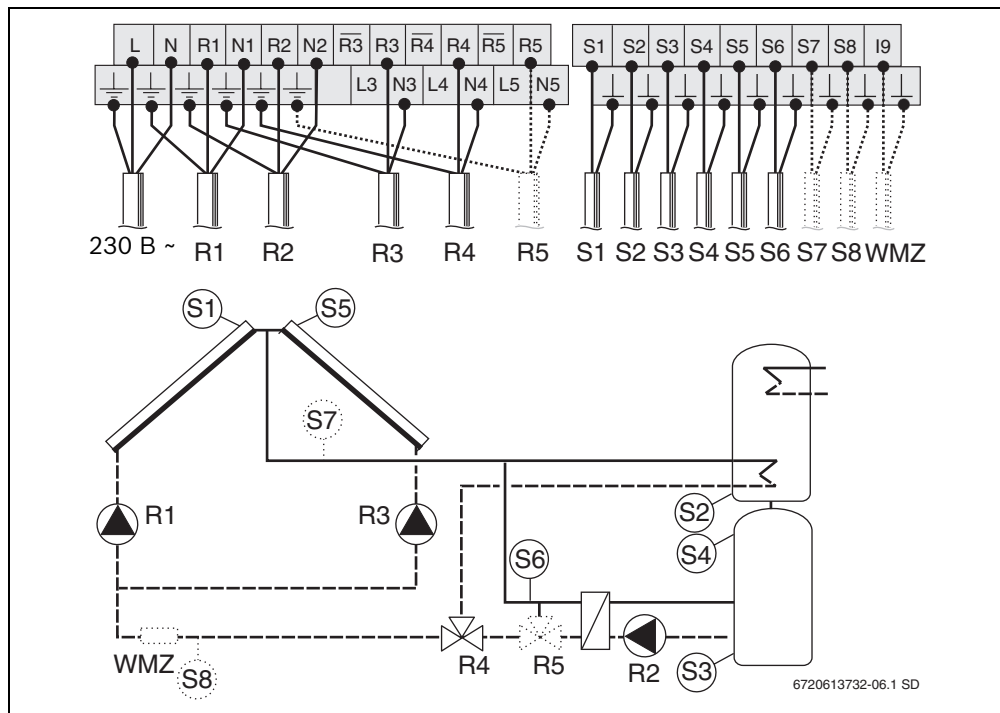 L N R1 N1 R2 N2 R̅3̅ R3 R̅4̅ R4 R̅5̅ R5
S1 S2 S3 S4 S5 S6 S7 S8 I9
L3 N3 L4 N4 L5 N5
230 В ~ R1 R2 R3 R4 R5
S1 S2 S3 S4 S5 S6 S7 S8 WMZ
S1 S5
S7
R1 R3
S2
S4
S6
WMZ S8 R4 R5 R2 S3
6720613732-06.1 SD